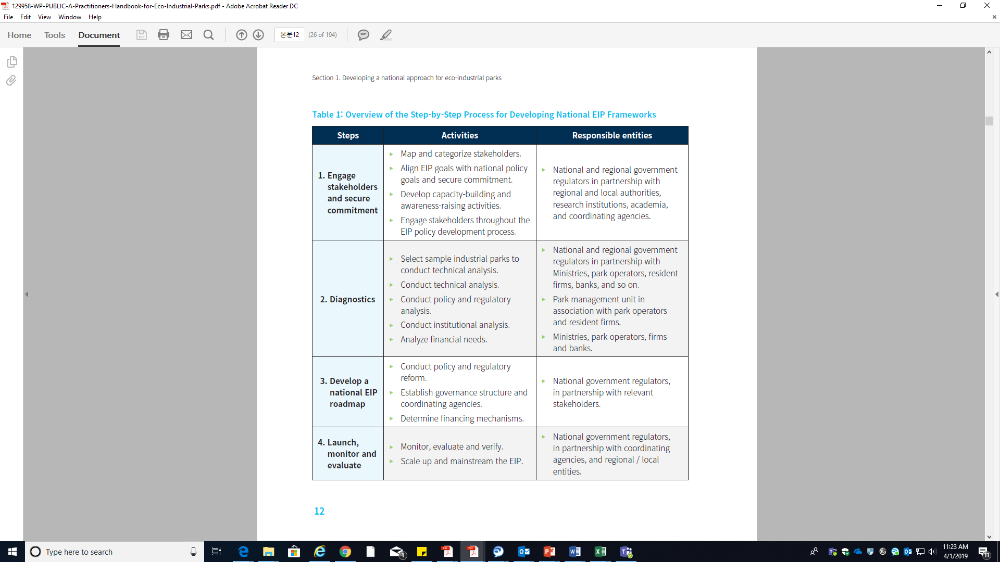 129958-WP-PUBLIC-A-Practitioners-Handbook-for-Eco-Industrial-Parks.pdf - Adobe Acrobat Reader DC
File Edit View Window Help
Home Tools Document 본문12 (26 of 194)
Section 1. Developing a national approach for eco-industrial parks
Table 1: Overview of the Step-by-Step Process for Developing National EIP Frameworks
Steps Activities Responsible entities
1. Engage
stakeholders
and secure
commitment
Map and categorize stakeholders.
Align EIP goals with national policy
goals and secure commitment.
Develop capacity-building and
awareness-raising activities.
Engage stakeholders throughout the
EIP policy development process.
National and regional government
regulators in partnership with
regional and local authorities,
research institutions, academia,
and coordinating agencies.
2. Diagnostics
Select sample industrial parks to
conduct technical analysis.
Conduct technical analysis.
Conduct policy and regulatory
analysis.
Conduct institutional analysis.
Analyze financial needs.
National and regional government
regulators in partnership with
Ministries, park operators, resident
firms, banks, and so on.
Park management unit in
association with park operators
and resident firms.
Ministries, park operators, firms
and banks.
3. Develop a
national EIP
roadmap
Conduct policy and regulatory
reform.
Establish governance structure and
coordinating agencies.
Determine financing mechanisms.
National government regulators,
in partnership with relevant
stakeholders.
4. Launch,
monitor and
evaluate
Monitor, evaluate and verify.
Scale up and mainstream the EIP.
National government regulators,
in partnership with coordinating
agencies, and regional / local
entities.
12
Type here to search
11:23 AM
4/1/2019
11